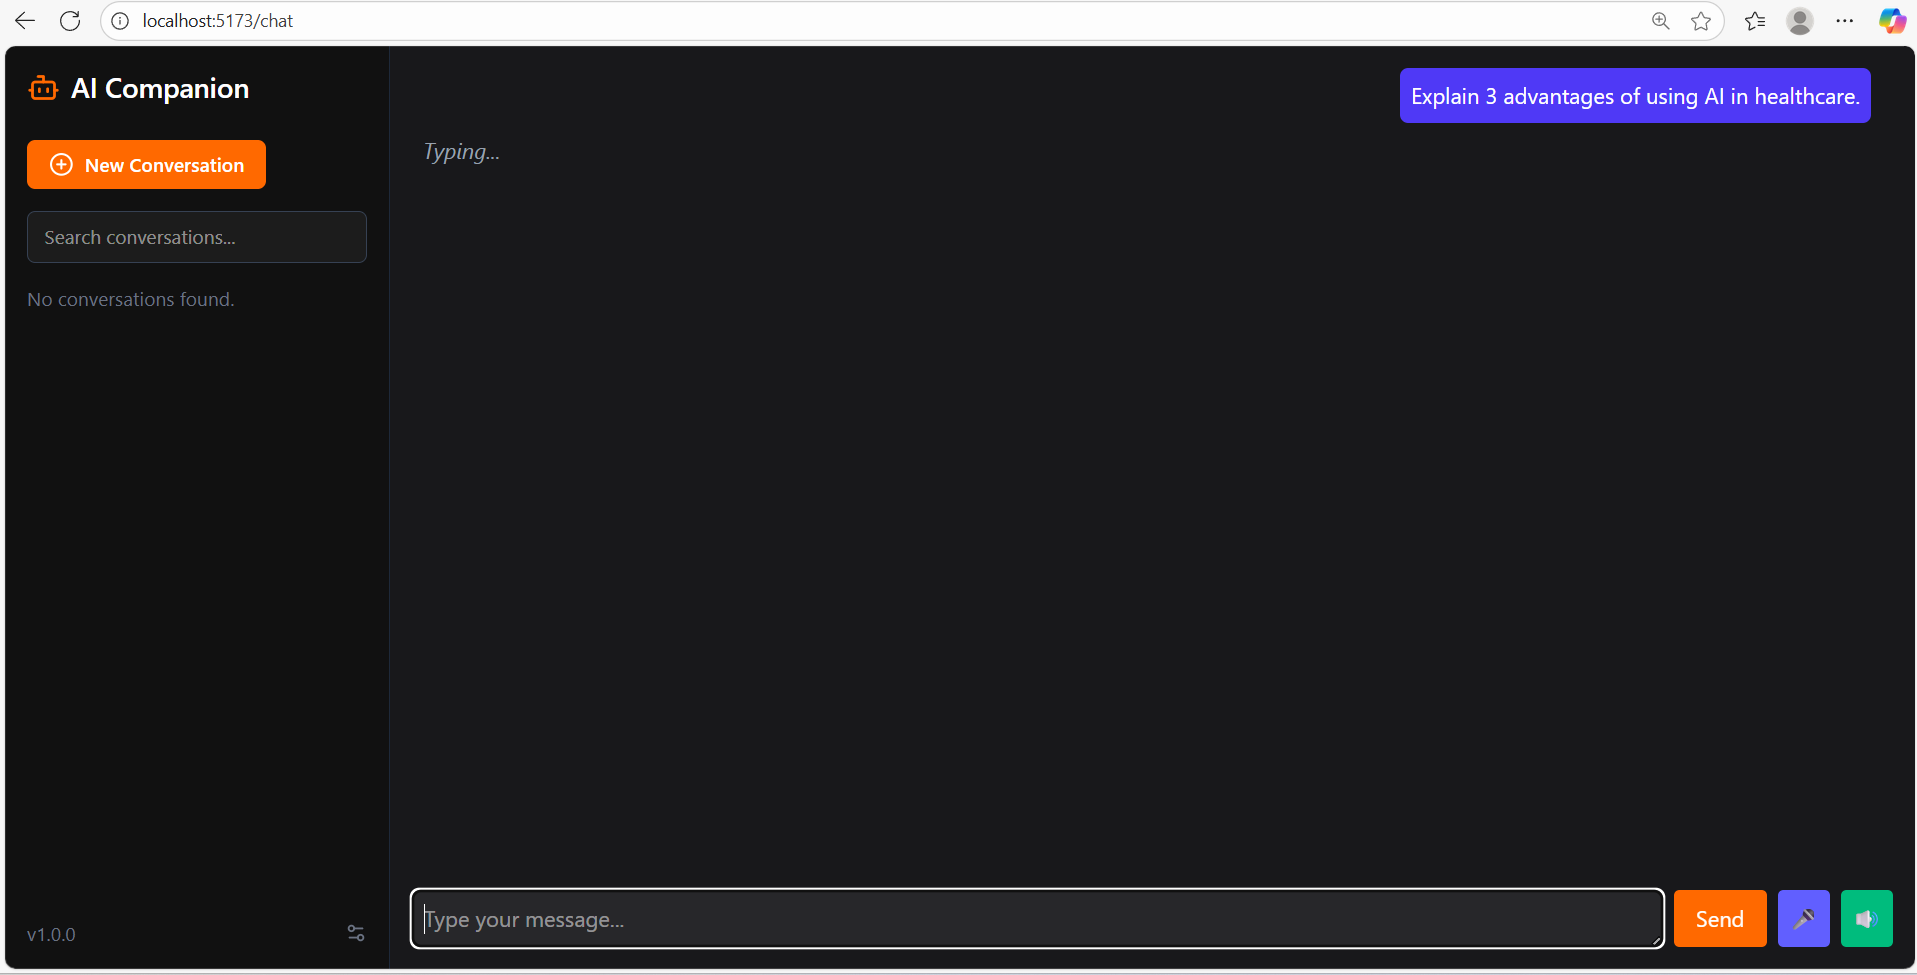 localhost:5173/chat
AI Companion
New Conversation
Search conversations...
No conversations found.
v1.0.0
Explain 3 advantages of using AI in healthcare.
Typing...
Type your message...
Send